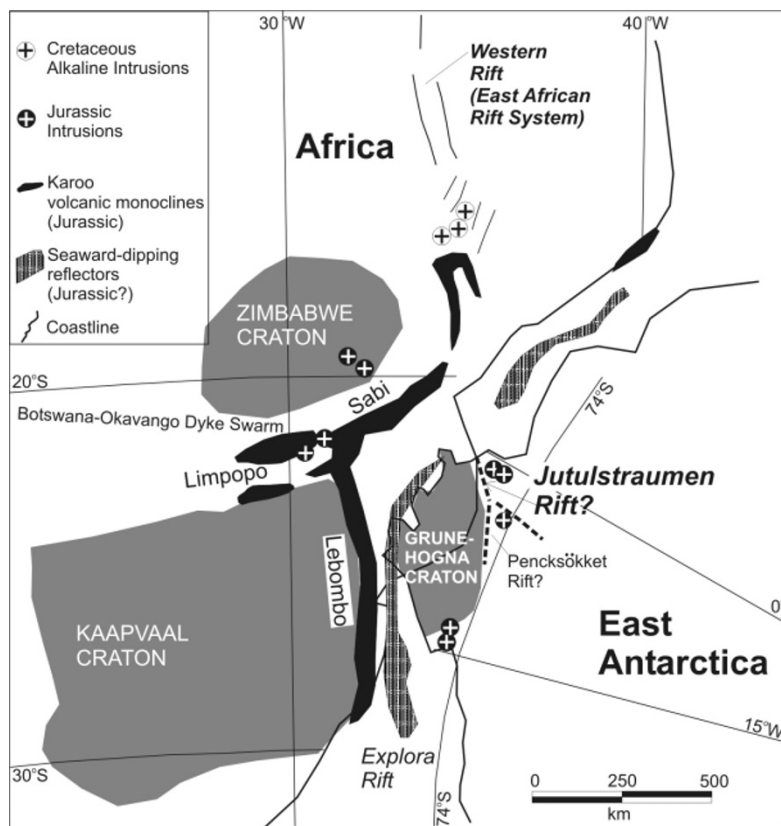 30°W
40°W
Cretaceous
Alkaline Intrusions
Jurassic
Intrusions
Karoo
volcanic monoclines
(Jurassic)
Seaward-dipping
reflectors
(Jurassic?)
Coastline
Western
Rift
(East African
Rift System)
Africa
ZIMBABWE
CRATON
20°S
Sabi
74°S
Botswana-Okavango Dyke Swarm
Limpopo
Jutulstraumen
Rift?
GRUNE-
HOGNA
CRATON
Pencksökket
Rift?
Lebombo
KAAPVAAL
CRATON
East
Antarctica
15°W
30°S
Explora
Rift
74°S
0 250 500
km